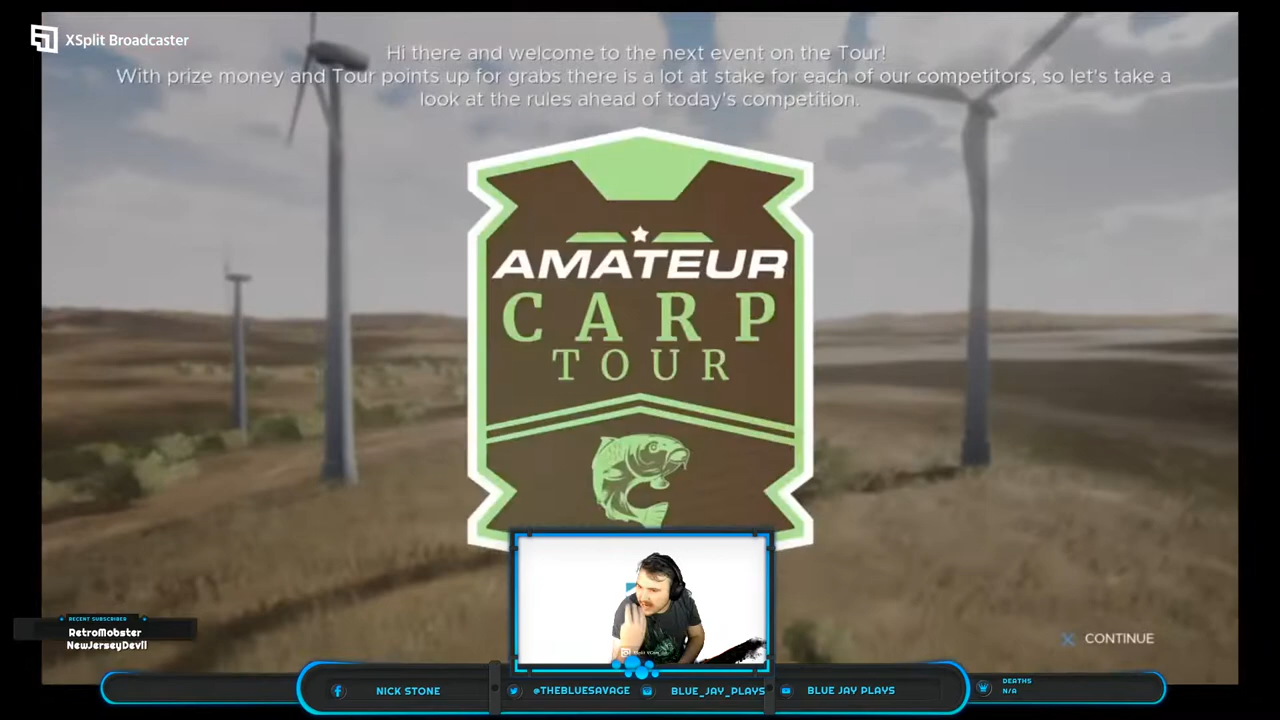 XSplit Broadcaster
Hi there and welcome to the next event on the Tour!
With prize money and Tour points up for grabs there is a lot at stake for each of our competitors, so let's take a
look at the rules ahead of today's competition.
AMATEUR
CARP
TOUR
RECENT SUBSCRIBER
RetroMobster
NewJerseyDevil
CONTINUE
NICK STONE
@THEBLUESAVAGE
BLUE_JAY_PLAYS
BLUE JAY PLAYS
DEATHS
N/A